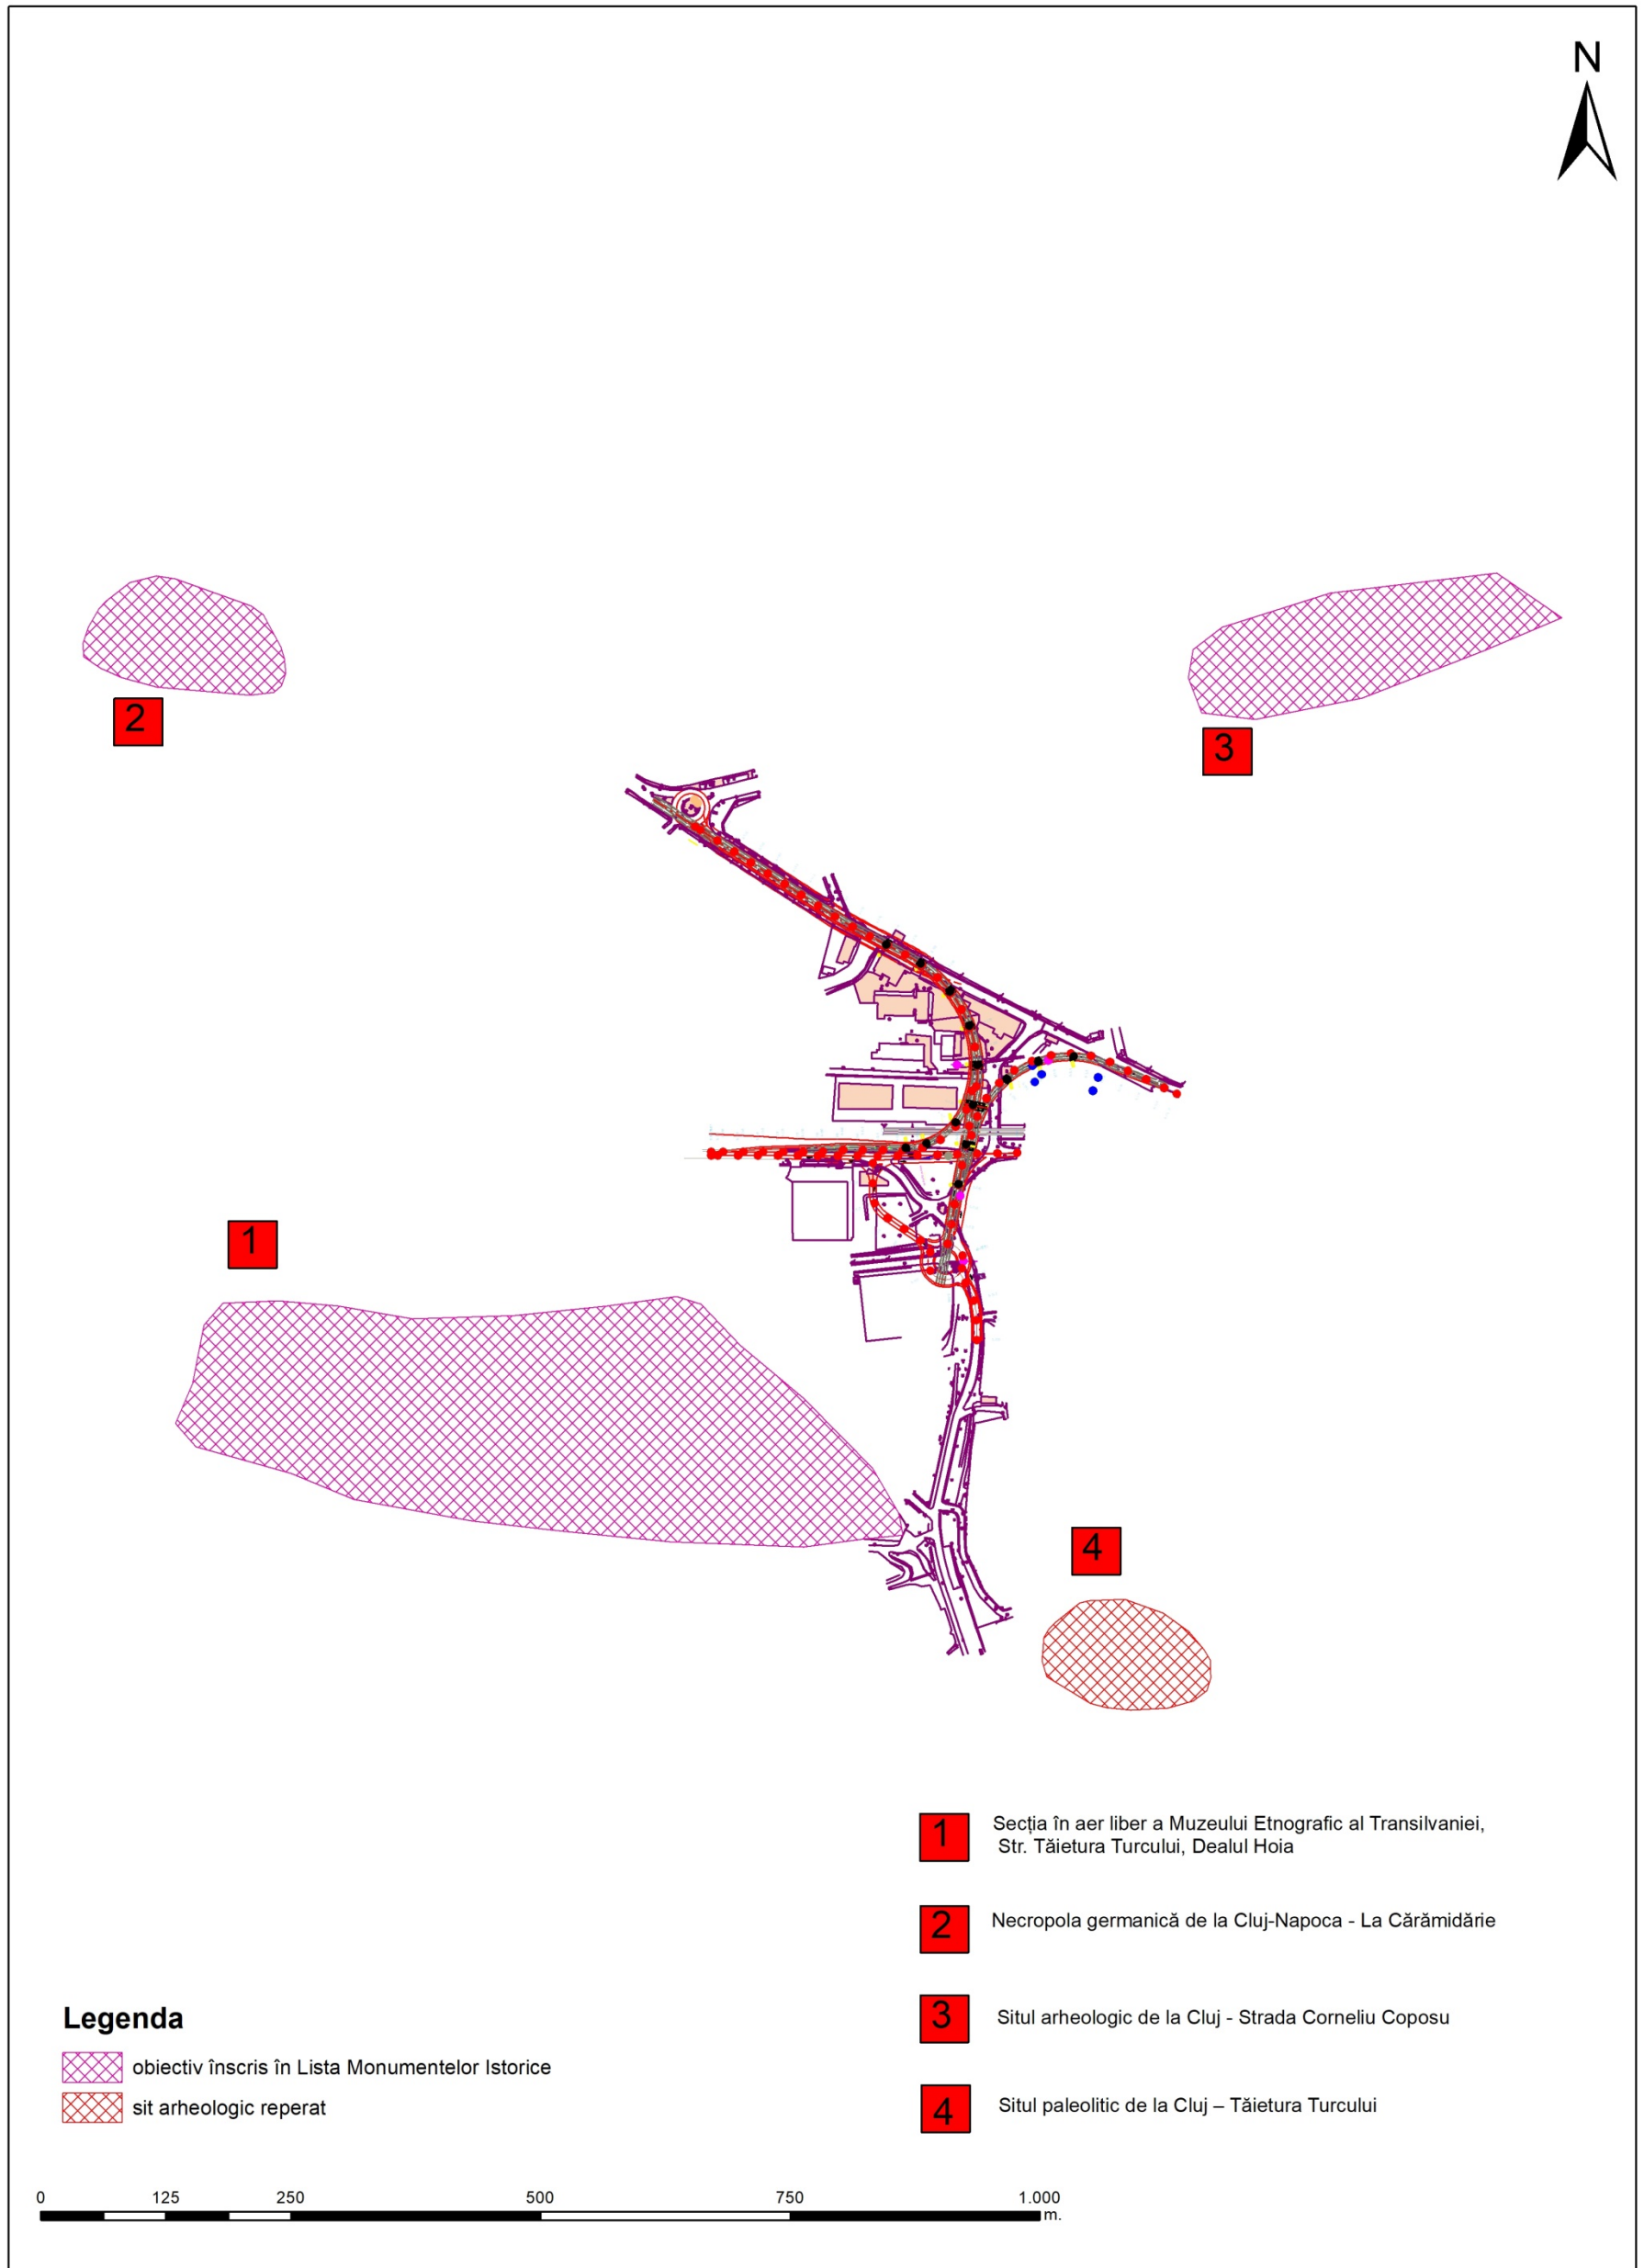 N
2
3
1
4
1 Secția în aer liber a Muzeului Etnografic al Transilvaniei,
Str. Tăietura Turcului, Dealul Hoia
2 Necropola germanică de la Cluj-Napoca - La Cărămidărie
3 Situl arheologic de la Cluj - Strada Corneliu Coposu
4 Situl paleolitic de la Cluj – Tăietura Turcului
Legenda
obiectiv înscris în Lista Monumentelor Istorice
sit arheologic reperat
0 125 250 500 750 1.000
m.